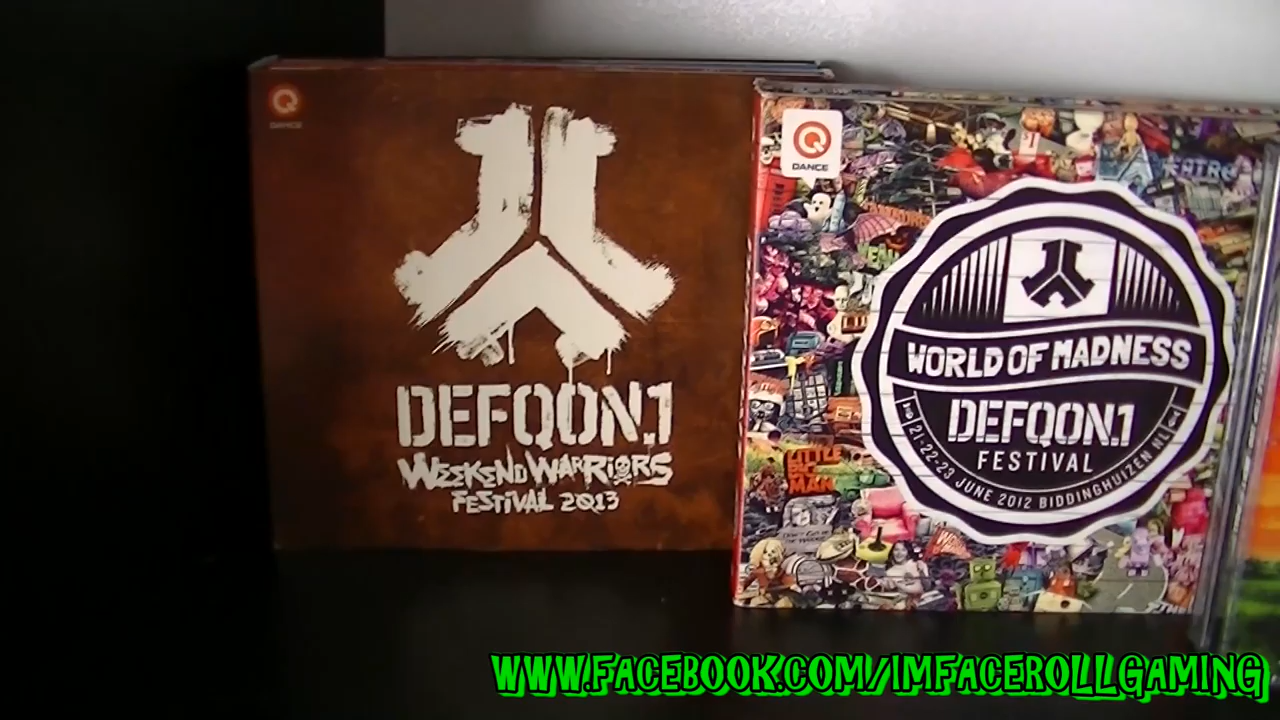 Q
DANCE
DEFQON.1
WEEKEND WARRIORS
FESTIVAL 2013
Q
DANCE
$1
WORLD OF MADNESS
DEFQON.1
FESTIVAL
21-22-23 JUNE 2012 BIDDINGHUIZEN NL
LITTLE
BIG
MAN
WWW.FACEBOOK.COM/IMFACEROLLGAMING